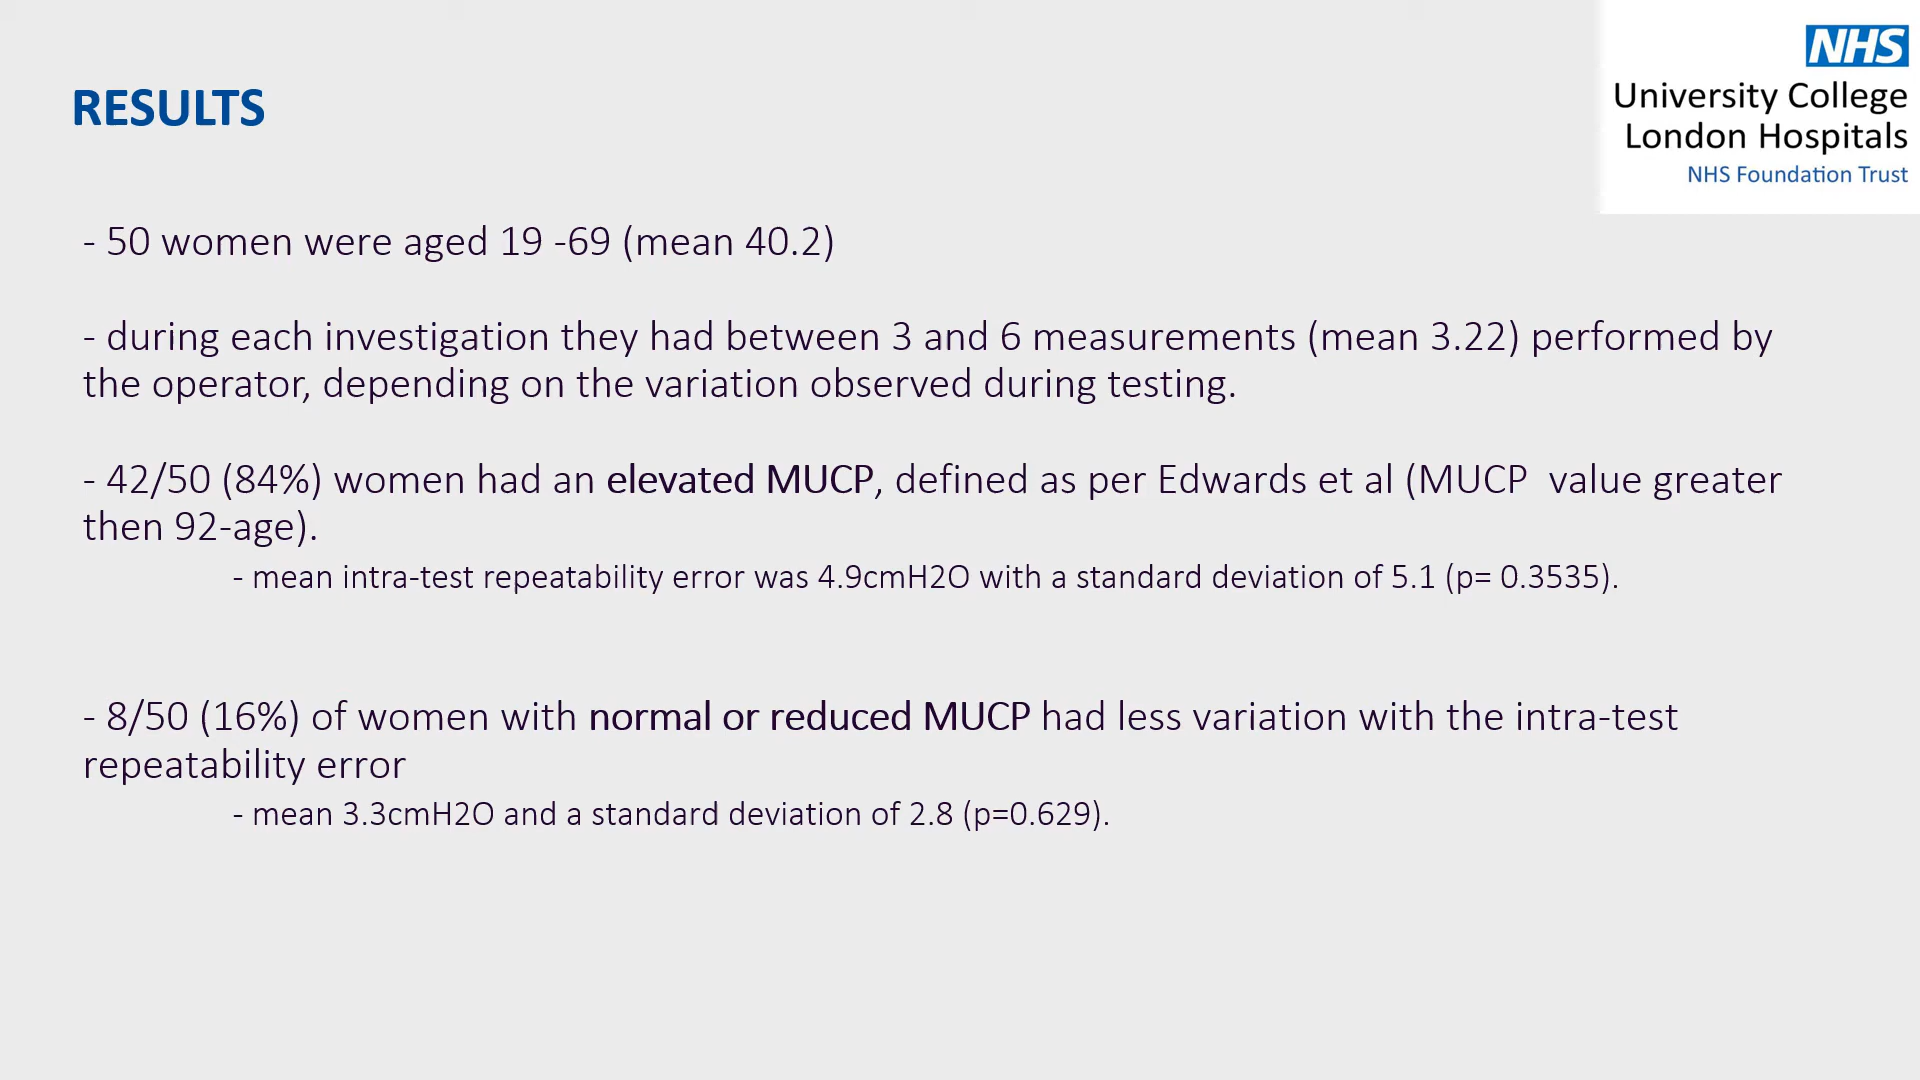 NHS
University College
London Hospitals
NHS Foundation Trust
RESULTS
- 50 women were aged 19 -69 (mean 40.2)
- during each investigation they had between 3 and 6 measurements (mean 3.22) performed by
the operator, depending on the variation observed during testing.
- 42/50 (84%) women had an elevated MUCP, defined as per Edwards et al (MUCP  value greater
then 92-age).
- mean intra-test repeatability error was 4.9cmH2O with a standard deviation of 5.1 (p= 0.3535).
- 8/50 (16%) of women with normal or reduced MUCP had less variation with the intra-test
repeatability error
- mean 3.3cmH2O and a standard deviation of 2.8 (p=0.629).